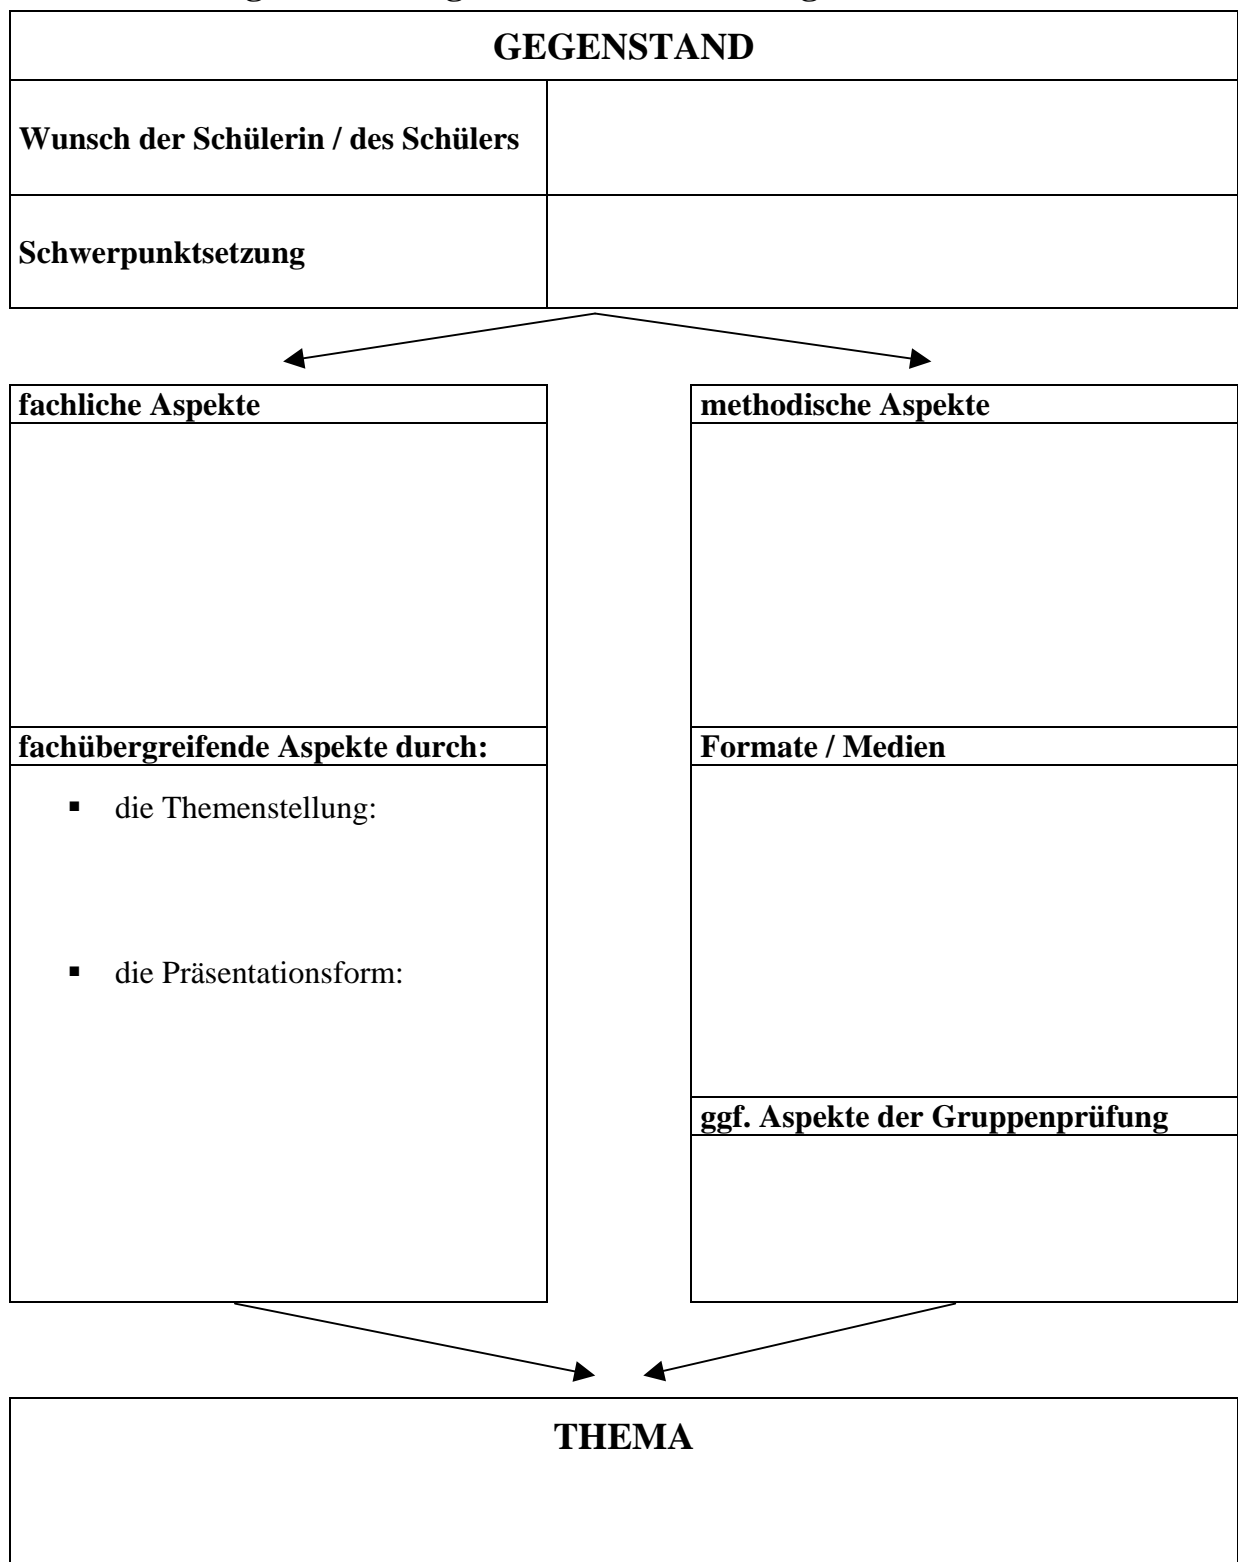 GEGENSTAND
Wunsch der Schülerin / des Schülers
Schwerpunktsetzung
fachliche Aspekte
fachübergreifende Aspekte durch:
▪ die Themenstellung:
▪ die Präsentationsform:
methodische Aspekte
Formate / Medien
ggf. Aspekte der Gruppenprüfung
THEMA